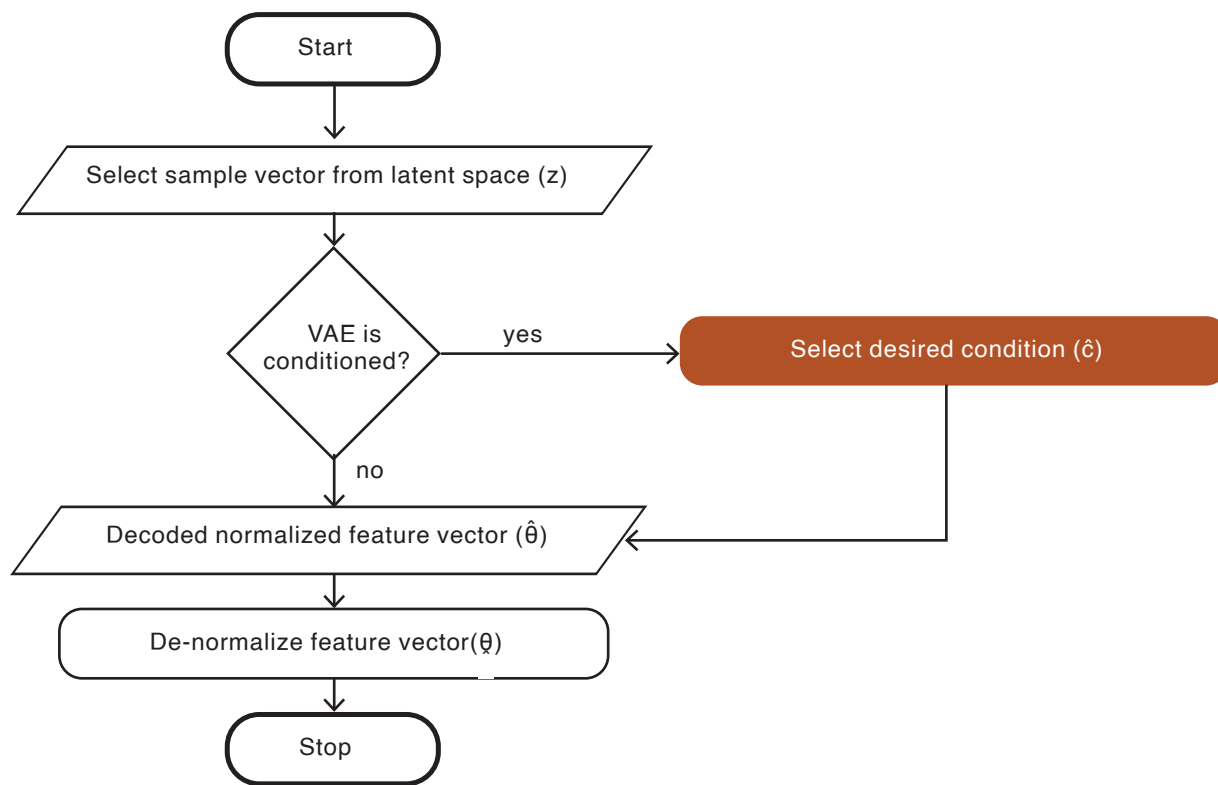 Start
Select sample vector from latent space (z)
VAE is
conditioned?
yes
Select desired condition (ĉ)
no
Decoded normalized feature vector (θ̂)
De-normalize feature vector(θ̬)
Stop